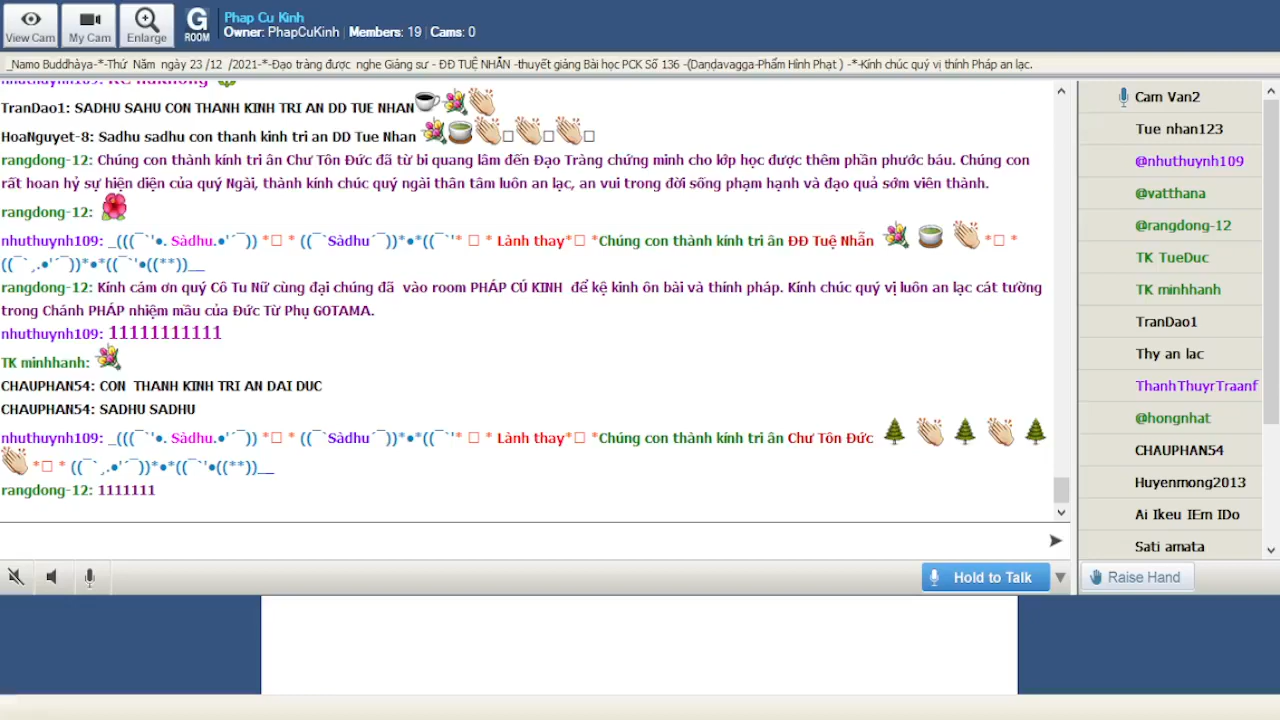 View Cam
My Cam
Enlarge
G
ROOM
Phap Cu Kinh
Owner: PhapCuKinh | Members: 19 | Cams: 0
_Namo Buddhàya-*-Thứ Năm ngày 23 /12 /2021-*-Đạo tràng được nghe Giảng sư - ĐĐ TUỆ NHẪN -thuyết giảng Bài học PCK Số 136 -(Daṇḍavagga-Phẩm Hình Phạt ) -*-Kính chúc quý vị thính Pháp an lạc.
TranDao1: SADHU SAHU CON THANH KINH TRI AN DD TUE NHAN
HoaNguyet-8: Sadhu sadhu con thanh kinh tri an DD Tue Nhan
rangdong-12: Chúng con thành kính tri ân Chư Tôn Đức đã từ bi quang lâm đến Đạo Tràng chứng minh cho lớp học được thêm phần phước báu. Chúng con
rất hoan hỷ sự hiện diện của quý Ngài, thành kính chúc quý ngài thân tâm luôn an lạc, an vui trong đời sống phạm hạnh và đạo quả sớm viên thành.
rangdong-12:
nhuthuynh109: _(((¯`'•. Sàdhu.•'´¯)) *□ * ((¯`Sàdhu´¯))*•*((¯`'* □ * Lành thay*□ *Chúng con thành kính tri ân ĐĐ Tuệ Nhẫn *□ *
((¯`¸.•'´¯))*•*((¯`'•((**))__
rangdong-12: Kính cám ơn quý Cô Tu Nữ cùng đại chúng đã vào room PHÁP CÚ KINH để kệ kinh ôn bài và thính pháp. Kính chúc quý vị luôn an lạc cát tường
trong Chánh PHÁP nhiệm mầu của Đức Từ Phụ GOTAMA.
nhuthuynh109: 11111111111
TK minhhanh:
CHAUPHAN54: CON THANH KINH TRI AN DAI DUC
CHAUPHAN54: SADHU SADHU
nhuthuynh109: _(((¯`'•. Sàdhu.•'´¯)) *□ * ((¯`Sàdhu´¯))*•*((¯`'* □ * Lành thay*□ *Chúng con thành kính tri ân Chư Tôn Đức
*□ * ((¯`¸.•'´¯))*•*((¯`'•((**))__
rangdong-12: 1111111
Hold to Talk
Cam Van2
Tue nhan123
@nhuthuynh109
@vatthana
@rangdong-12
TK TueDuc
TK minhhanh
TranDao1
Thy an lac
ThanhThuyrTraanf
@hongnhat
CHAUPHAN54
Huyenmong2013
Ai Ikeu IEm IDo
Sati amata
Raise Hand